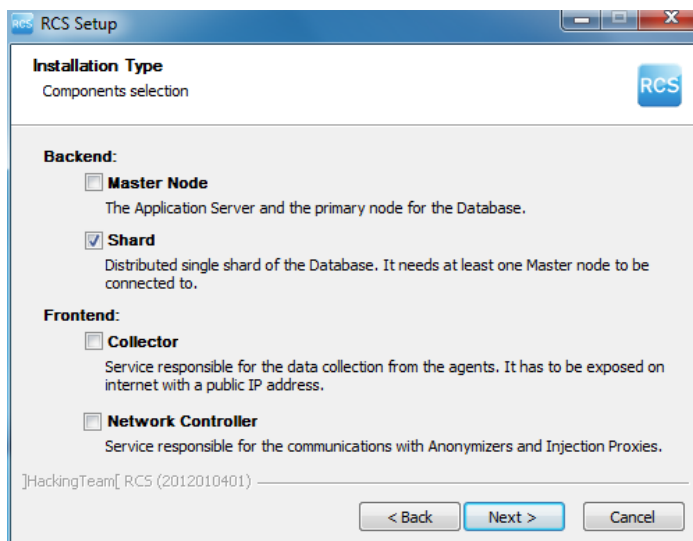 RCS RCS Setup
Installation Type
Components selection
RCS
Backend:
Master Node
The Application Server and the primary node for the Database.
Shard
Distributed single shard of the Database. It needs at least one Master node to be
connected to.
Frontend:
Collector
Service responsible for the data collection from the agents. It has to be exposed on
internet with a public IP address.
Network Controller
Service responsible for the communications with Anonymizers and Injection Proxies.
]HackingTeam[ RCS (2012010401)
< Back Next > Cancel